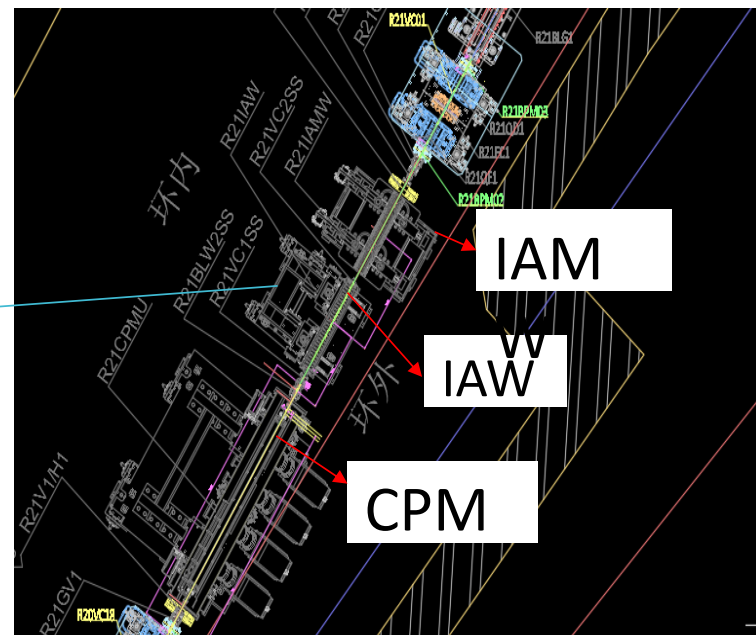 R21VC01
R21BLG1
R21IAW
R21VC2SS
R21IAMW
R21BPM03
R21QD1
R21FC1
R21QF1
R21BPM02
环内
IAM
W
R21BLW2SS
R21VC1SS
R21CPMU
IAW
环外
CPM
R21V1/H1
R21GV1
R20VC18